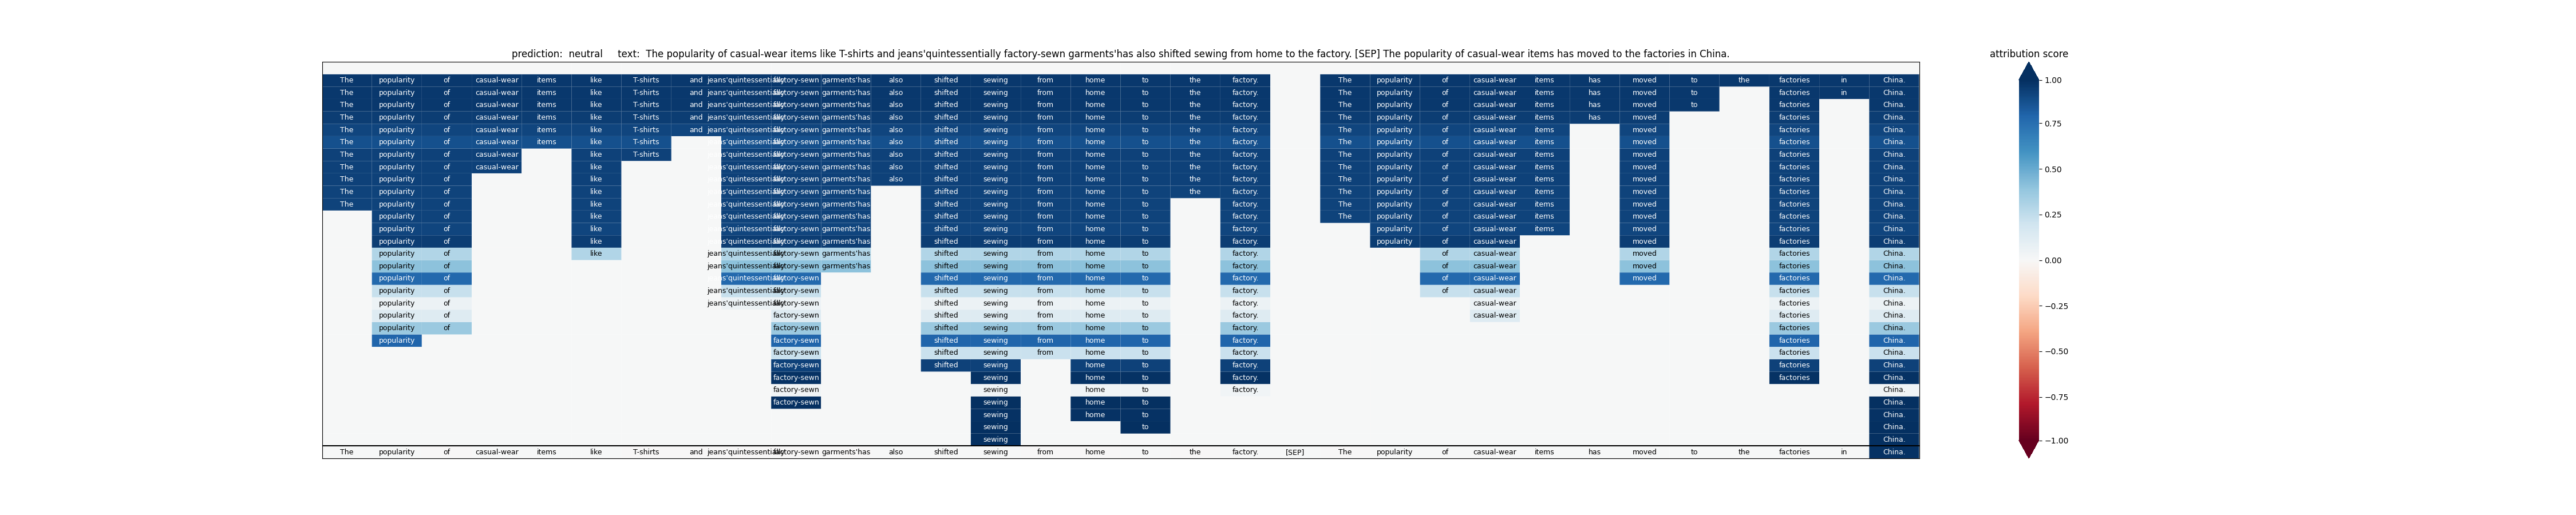 prediction: neutral text: The popularity of casual-wear items like T-shirts and jeans'quintessentially factory-sewn garments'has also shifted sewing from home to the factory. [SEP] The popularity of casual-wear items has moved to the factories in China.
The popularity of casual-wear items like T-shirts and jeans'quintessentially factory-sewn garments'has also shifted sewing from home to the factory. The popularity of casual-wear items has moved to the factories in China.
The popularity of casual-wear items like T-shirts and jeans'quintessentially factory-sewn garments'has also shifted sewing from home to the factory. The popularity of casual-wear items has moved to factories in China.
The popularity of casual-wear items like T-shirts and jeans'quintessentially factory-sewn garments'has also shifted sewing from home to the factory. The popularity of casual-wear items has moved to factories China.
The popularity of casual-wear items like T-shirts and jeans'quintessentially factory-sewn garments'has also shifted sewing from home to the factory. The popularity of casual-wear items has moved factories China.
The popularity of casual-wear items like T-shirts and jeans'quintessentially factory-sewn garments'has also shifted sewing from home to the factory. The popularity of casual-wear items moved factories China.
The popularity of casual-wear items like T-shirts jeans'quintessentially factory-sewn garments'has also shifted sewing from home to the factory. The popularity of casual-wear items moved factories China.
The popularity of casual-wear like T-shirts jeans'quintessentially factory-sewn garments'has also shifted sewing from home to the factory. The popularity of casual-wear items moved factories China.
The popularity of casual-wear like jeans'quintessentially factory-sewn garments'has also shifted sewing from home to the factory. The popularity of casual-wear items moved factories China.
The popularity of like jeans'quintessentially factory-sewn garments'has also shifted sewing from home to the factory. The popularity of casual-wear items moved factories China.
The popularity of like jeans'quintessentially factory-sewn garments'has shifted sewing from home to the factory. The popularity of casual-wear items moved factories China.
The popularity of like jeans'quintessentially factory-sewn garments'has shifted sewing from home to factory. The popularity of casual-wear items moved factories China.
popularity of like jeans'quintessentially factory-sewn garments'has shifted sewing from home to factory. The popularity of casual-wear items moved factories China.
popularity of like jeans'quintessentially factory-sewn garments'has shifted sewing from home to factory. popularity of casual-wear items moved factories China.
popularity of like jeans'quintessentially factory-sewn garments'has shifted sewing from home to factory. popularity of casual-wear moved factories China.
popularity of like jeans'quintessentially factory-sewn garments'has shifted sewing from home to factory. of casual-wear moved factories China.
popularity of jeans'quintessentially factory-sewn garments'has shifted sewing from home to factory. of casual-wear moved factories China.
popularity of jeans'quintessentially factory-sewn shifted sewing from home to factory. of casual-wear moved factories China.
popularity of jeans'quintessentially factory-sewn shifted sewing from home to factory. of casual-wear factories China.
popularity of jeans'quintessentially factory-sewn shifted sewing from home to factory. casual-wear factories China.
popularity of factory-sewn shifted sewing from home to factory. casual-wear factories China.
popularity of factory-sewn shifted sewing from home to factory. factories China.
popularity factory-sewn shifted sewing from home to factory. factories China.
factory-sewn shifted sewing from home to factory. factories China.
factory-sewn shifted sewing home to factory. factories China.
factory-sewn sewing home to factory. factories China.
factory-sewn sewing home to factory. China.
factory-sewn sewing home to China.
sewing home to China.
sewing to China.
sewing China.
The popularity of casual-wear items like T-shirts and jeans'quintessentially factory-sewn garments'has also shifted sewing from home to the factory. [SEP] The popularity of casual-wear items has moved to the factories in China.
attribution score
1.00
0.75
0.50
0.25
0.00
−0.25
−0.50
−0.75
−1.00